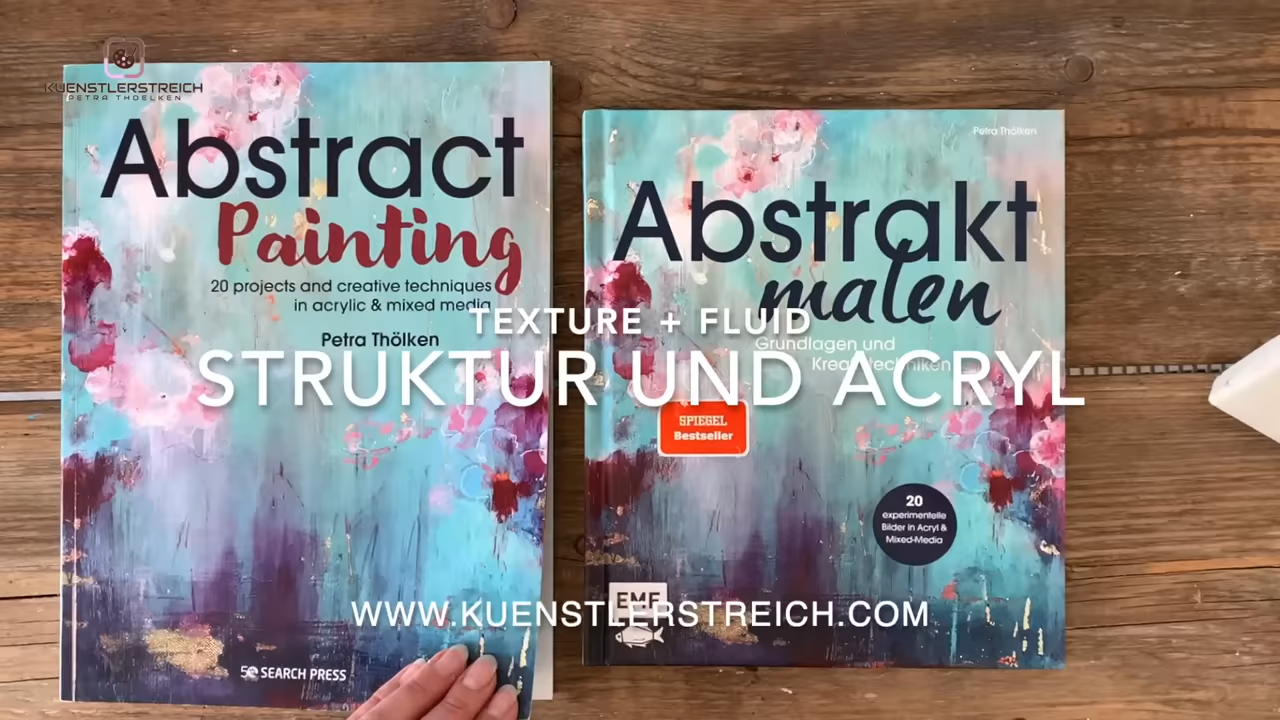 KUENSTLERSTREICH
PETRA THOELKEN
Abstract
Painting
20 projects and creative techniques
in acrylic & mixed media
Petra Thölken
SEARCH PRESS
Petra Thölken
Abstrakt
malen
Grundlagen und
Kreativtechniken
SPIEGEL
Bestseller
20
experimentelle
Bilder in Acryl &
Mixed-Media
EMF
TEXTURE + FLUID
STRUKTUR UND ACRYL
WWW.KUENSTLERSTREICH.COM